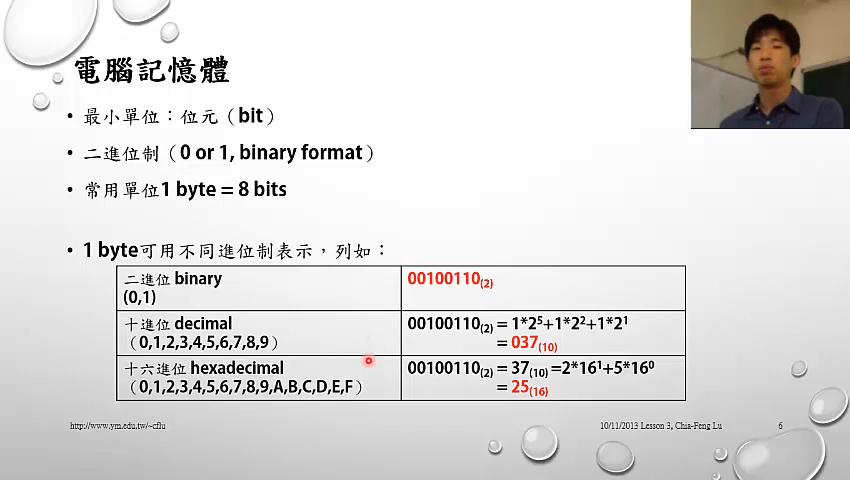 電腦記憶體
• 最小單位：位元（bit）
• 二進位制（0 or 1, binary format）
• 常用單位1 byte = 8 bits
• 1 byte可用不同進位制表示，列如：
二進位 binary
(0,1)
00100110(2)
十進位 decimal
（0,1,2,3,4,5,6,7,8,9）
00100110(2) = 1*2⁵+1*2²+1*2¹
= 037(10)
十六進位 hexadecimal
（0,1,2,3,4,5,6,7,8,9,A,B,C,D,E,F）
00100110(2) = 37(10) =2*16¹+5*16⁰
= 25(16)
http://www.ym.edu.tw/~cflu
10/11/2013 Lesson 3, Chia-Feng Lu
6